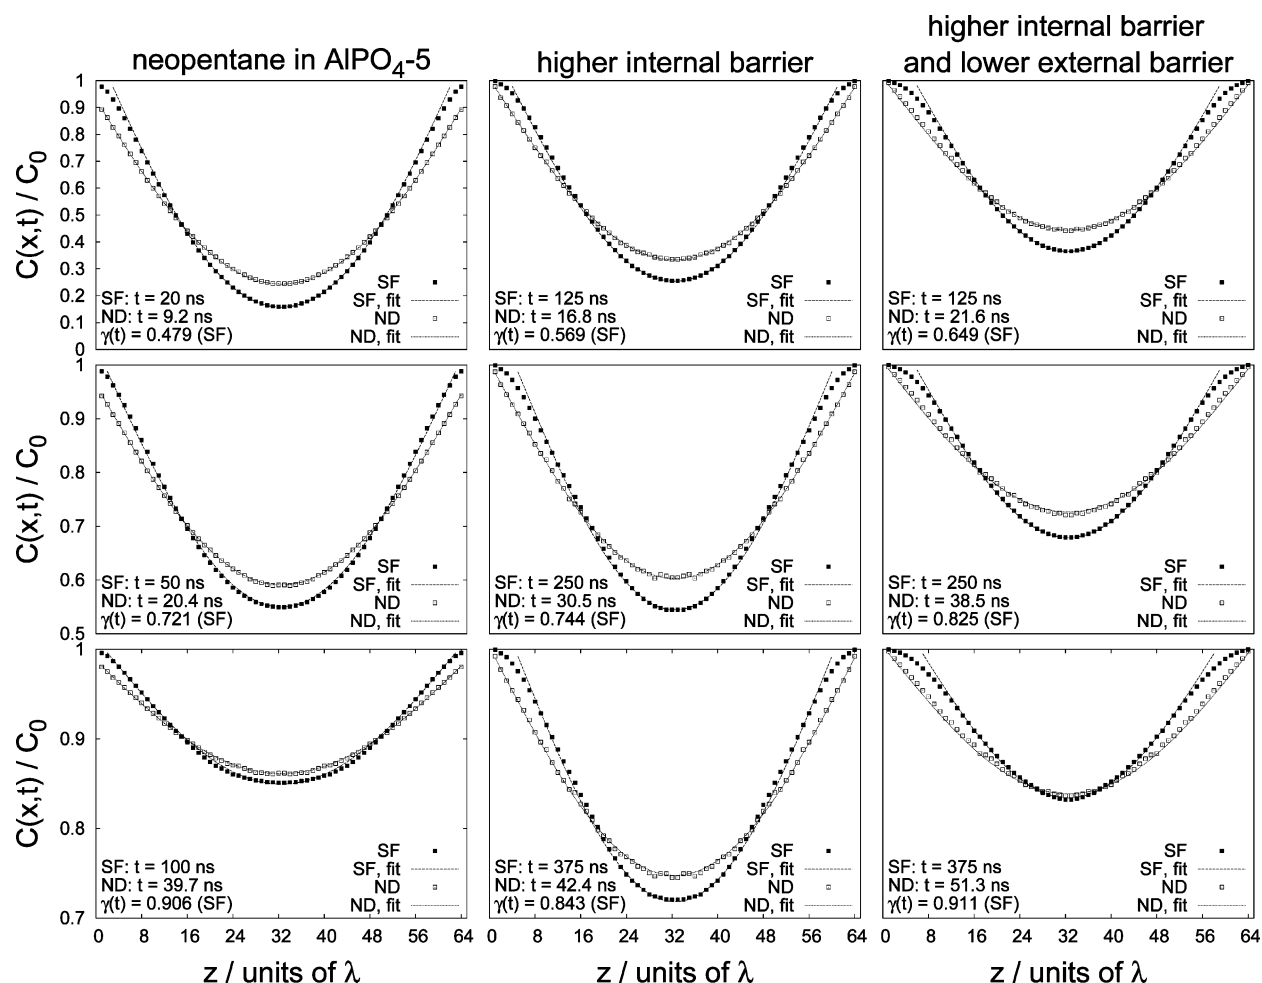 neopentane in AlPO4-5
higher internal barrier
higher internal barrier
and lower external barrier
C(x,t) / C0
1
0.9
0.8
0.7
0.6
0.5
0.4
0.3
0.2
0.1
0
SF: t = 20 ns
ND: t = 9.2 ns
γ(t) = 0.479 (SF)
SF
SF, fit
ND
ND, fit
SF: t = 125 ns
ND: t = 16.8 ns
γ(t) = 0.569 (SF)
SF
SF, fit
ND
ND, fit
SF: t = 125 ns
ND: t = 21.6 ns
γ(t) = 0.649 (SF)
SF
SF, fit
ND
ND, fit
C(x,t) / C0
1
0.9
0.8
0.7
0.6
0.5
SF: t = 50 ns
ND: t = 20.4 ns
γ(t) = 0.721 (SF)
SF
SF, fit
ND
ND, fit
SF: t = 250 ns
ND: t = 30.5 ns
γ(t) = 0.744 (SF)
SF
SF, fit
ND
ND, fit
SF: t = 250 ns
ND: t = 38.5 ns
γ(t) = 0.825 (SF)
SF
SF, fit
ND
ND, fit
C(x,t) / C0
1
0.9
0.8
0.7
SF: t = 100 ns
ND: t = 39.7 ns
γ(t) = 0.906 (SF)
SF
SF, fit
ND
ND, fit
SF: t = 375 ns
ND: t = 42.4 ns
γ(t) = 0.843 (SF)
SF
SF, fit
ND
ND, fit
SF: t = 375 ns
ND: t = 51.3 ns
γ(t) = 0.911 (SF)
SF
SF, fit
ND
ND, fit
0 8 16 24 32 40 48 56 64
0 8 16 24 32 40 48 56 64
0 8 16 24 32 40 48 56 64
z / units of λ
z / units of λ
z / units of λ